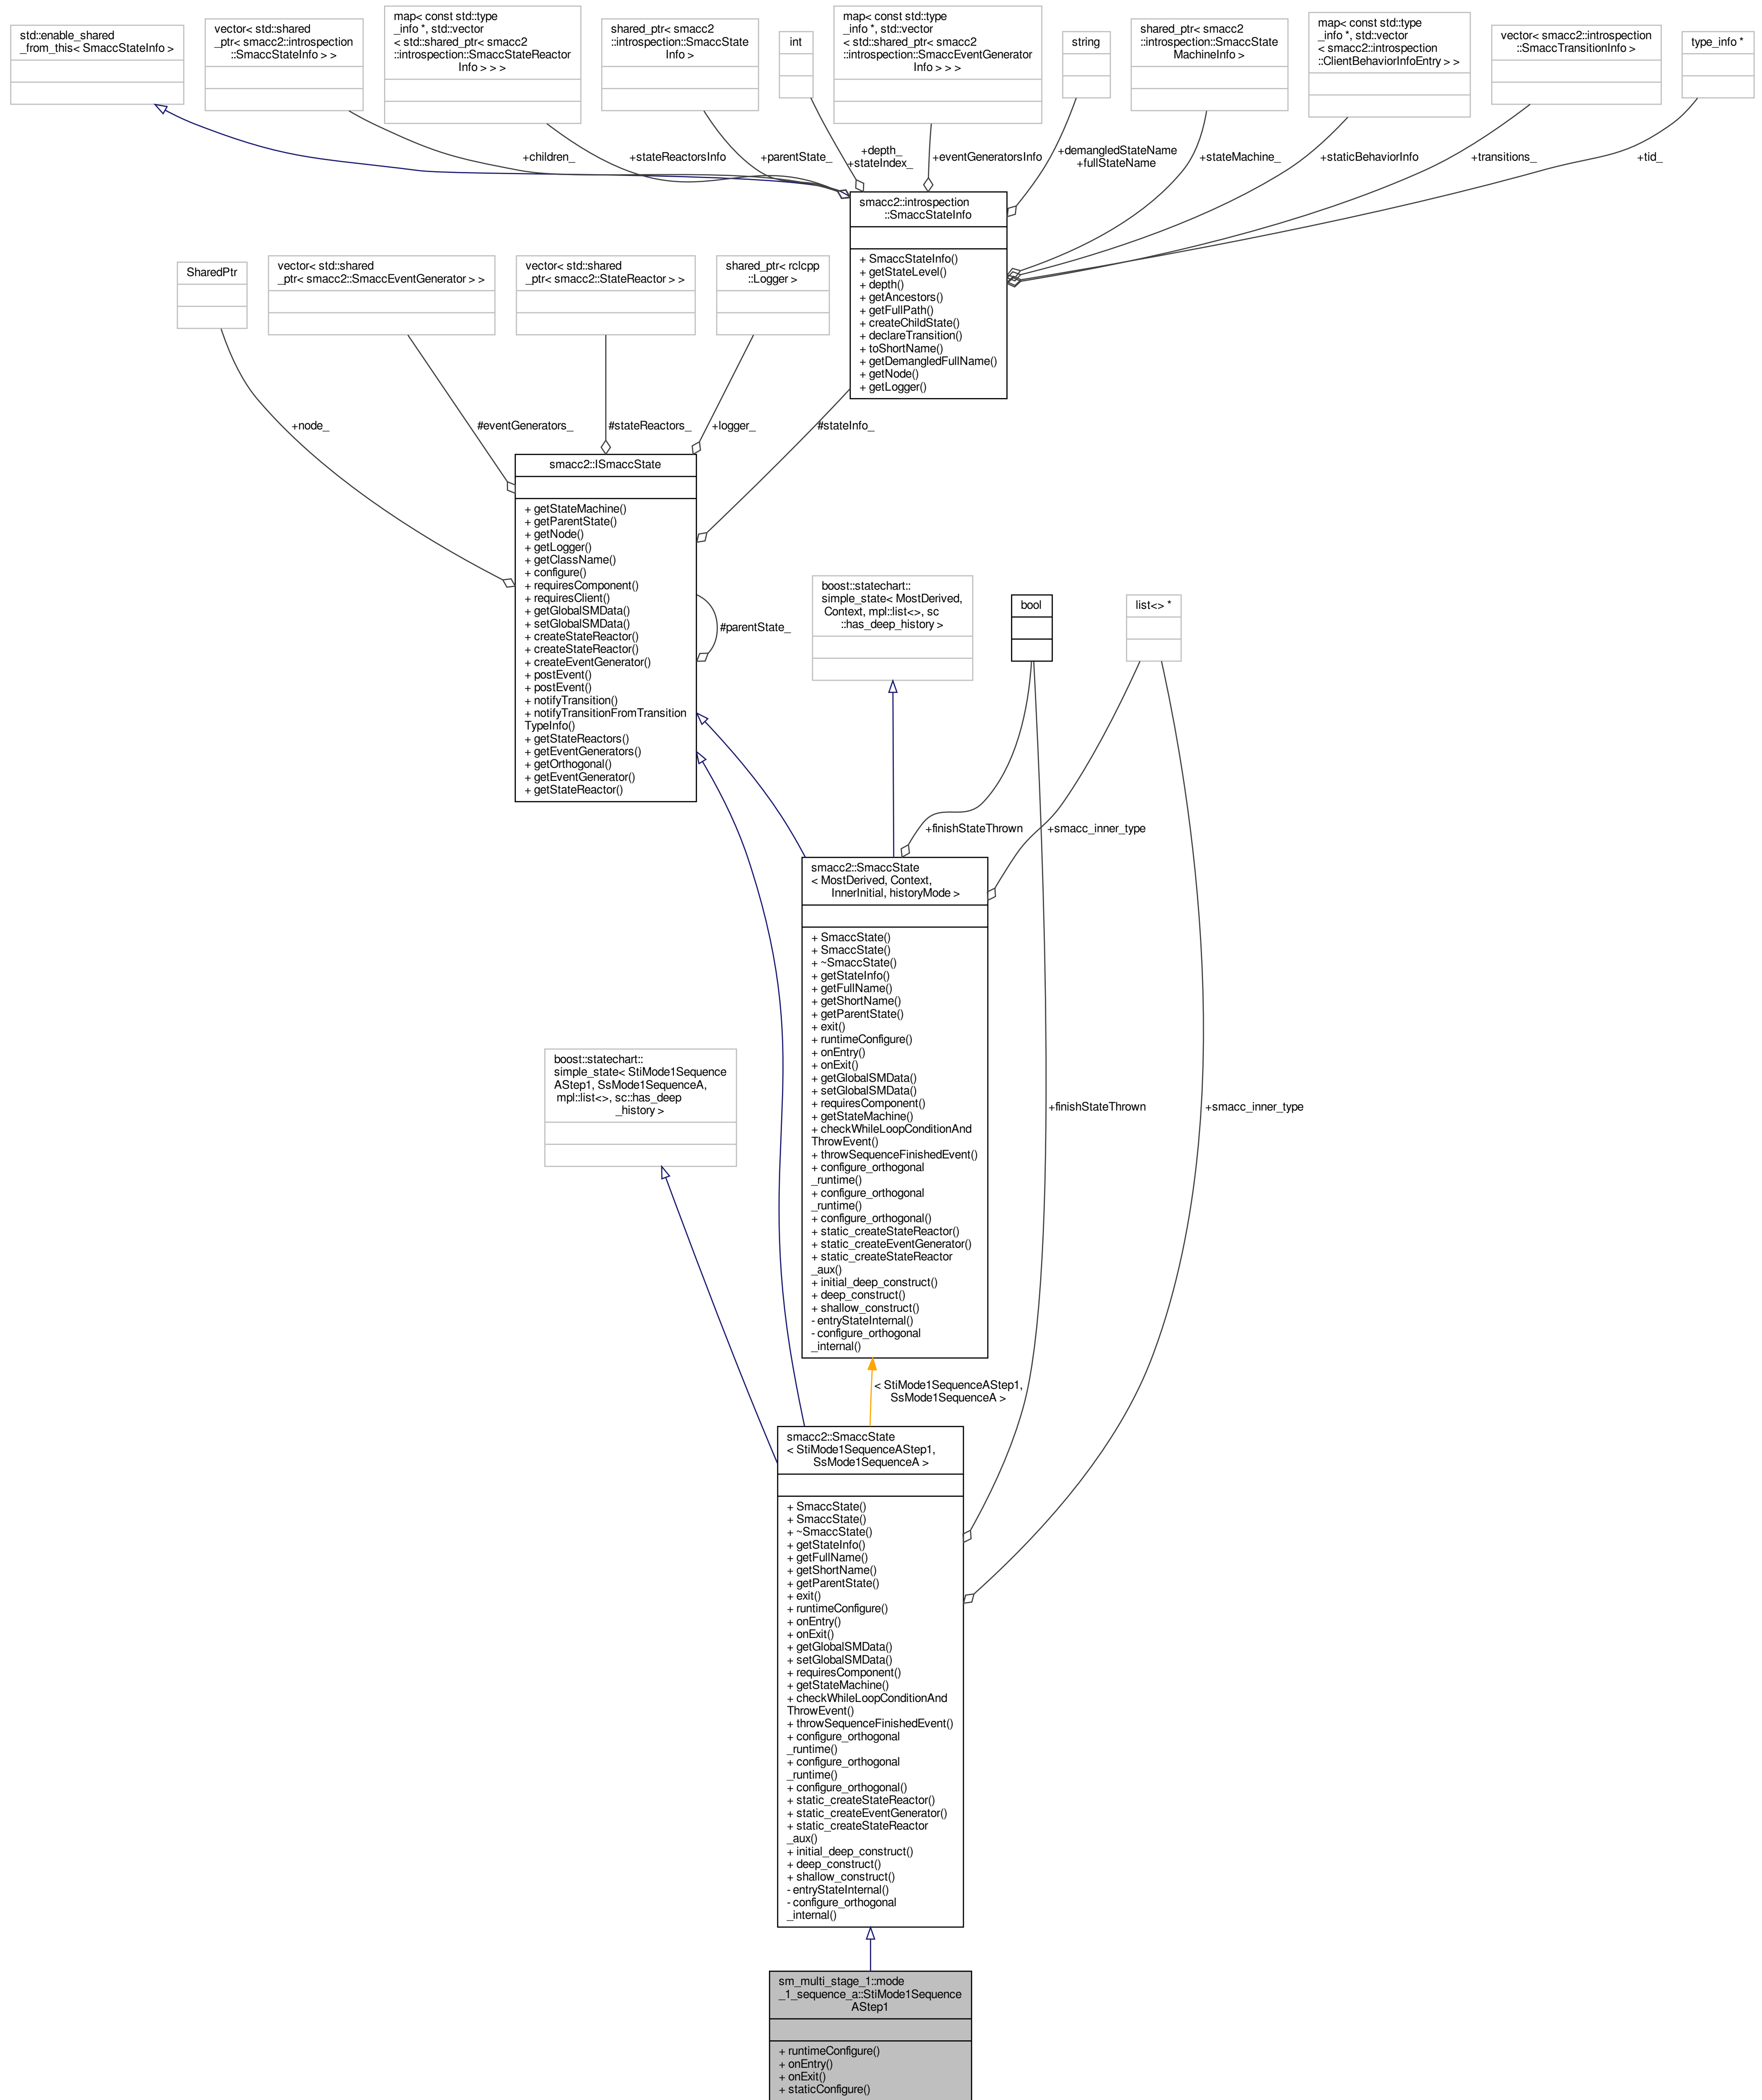 std::enable_shared
_from_this< SmaccStateInfo >
vector< std::shared
_ptr< smacc2::introspection
::SmaccStateInfo > >
map< const std::type
_info *, std::vector
< std::shared_ptr< smacc2
::introspection::SmaccStateReactor
Info > > >
shared_ptr< smacc2
::introspection::SmaccState
Info >
int
map< const std::type
_info *, std::vector
< std::shared_ptr< smacc2
::introspection::SmaccEventGenerator
Info > > >
string
shared_ptr< smacc2
::introspection::SmaccState
MachineInfo >
map< const std::type
_info *, std::vector
< smacc2::introspection
::ClientBehaviorInfoEntry > >
vector< smacc2::introspection
::SmaccTransitionInfo >
type_info *
+children_
+stateReactorsInfo
+parentState_
+depth_
+stateIndex_
+eventGeneratorsInfo
+demangledStateName
+fullStateName
+stateMachine_
+staticBehaviorInfo
+transitions_
+tid_
smacc2::introspection
::SmaccStateInfo
+ SmaccStateInfo()
+ getStateLevel()
+ depth()
+ getAncestors()
+ getFullPath()
+ createChildState()
+ declareTransition()
+ toShortName()
+ getDemangledFullName()
+ getNode()
+ getLogger()
SharedPtr
vector< std::shared
_ptr< smacc2::SmaccEventGenerator > >
vector< std::shared
_ptr< smacc2::StateReactor > >
shared_ptr< rclcpp
::Logger >
+node_
#eventGenerators_
#stateReactors_
+logger_
#stateInfo_
smacc2::ISmaccState
+ getStateMachine()
+ getParentState()
+ getNode()
+ getLogger()
+ getClassName()
+ configure()
+ requiresComponent()
+ requiresClient()
+ getGlobalSMData()
+ setGlobalSMData()
+ createStateReactor()
+ createStateReactor()
+ createEventGenerator()
+ postEvent()
+ postEvent()
+ notifyTransition()
+ notifyTransitionFromTransition
TypeInfo()
+ getStateReactors()
+ getEventGenerators()
+ getOrthogonal()
+ getEventGenerator()
+ getStateReactor()
#parentState_
boost::statechart::
simple_state< MostDerived,
Context, mpl::list<>, sc
::has_deep_history >
bool
list<> *
+finishStateThrown
+smacc_inner_type
smacc2::SmaccState
< MostDerived, Context,
InnerInitial, historyMode >
+ SmaccState()
+ SmaccState()
+ ~SmaccState()
+ getStateInfo()
+ getFullName()
+ getShortName()
+ getParentState()
+ exit()
+ runtimeConfigure()
+ onEntry()
+ onExit()
+ getGlobalSMData()
+ setGlobalSMData()
+ requiresComponent()
+ getStateMachine()
+ checkWhileLoopConditionAnd
ThrowEvent()
+ throwSequenceFinishedEvent()
+ configure_orthogonal
_runtime()
+ configure_orthogonal
_runtime()
+ configure_orthogonal()
+ static_createStateReactor()
+ static_createEventGenerator()
+ static_createStateReactor
_aux()
+ initial_deep_construct()
+ deep_construct()
+ shallow_construct()
- entryStateInternal()
- configure_orthogonal
_internal()
boost::statechart::
simple_state< StiMode1Sequence
AStep1, SsMode1SequenceA,
mpl::list<>, sc::has_deep
_history >
+finishStateThrown
+smacc_inner_type
< StiMode1SequenceAStep1,
SsMode1SequenceA >
smacc2::SmaccState
< StiMode1SequenceAStep1,
SsMode1SequenceA >
+ SmaccState()
+ SmaccState()
+ ~SmaccState()
+ getStateInfo()
+ getFullName()
+ getShortName()
+ getParentState()
+ exit()
+ runtimeConfigure()
+ onEntry()
+ onExit()
+ getGlobalSMData()
+ setGlobalSMData()
+ requiresComponent()
+ getStateMachine()
+ checkWhileLoopConditionAnd
ThrowEvent()
+ throwSequenceFinishedEvent()
+ configure_orthogonal
_runtime()
+ configure_orthogonal
_runtime()
+ configure_orthogonal()
+ static_createStateReactor()
+ static_createEventGenerator()
+ static_createStateReactor
_aux()
+ initial_deep_construct()
+ deep_construct()
+ shallow_construct()
- entryStateInternal()
- configure_orthogonal
_internal()
sm_multi_stage_1::mode
_1_sequence_a::StiMode1Sequence
AStep1
+ runtimeConfigure()
+ onEntry()
+ onExit()
+ staticConfigure()